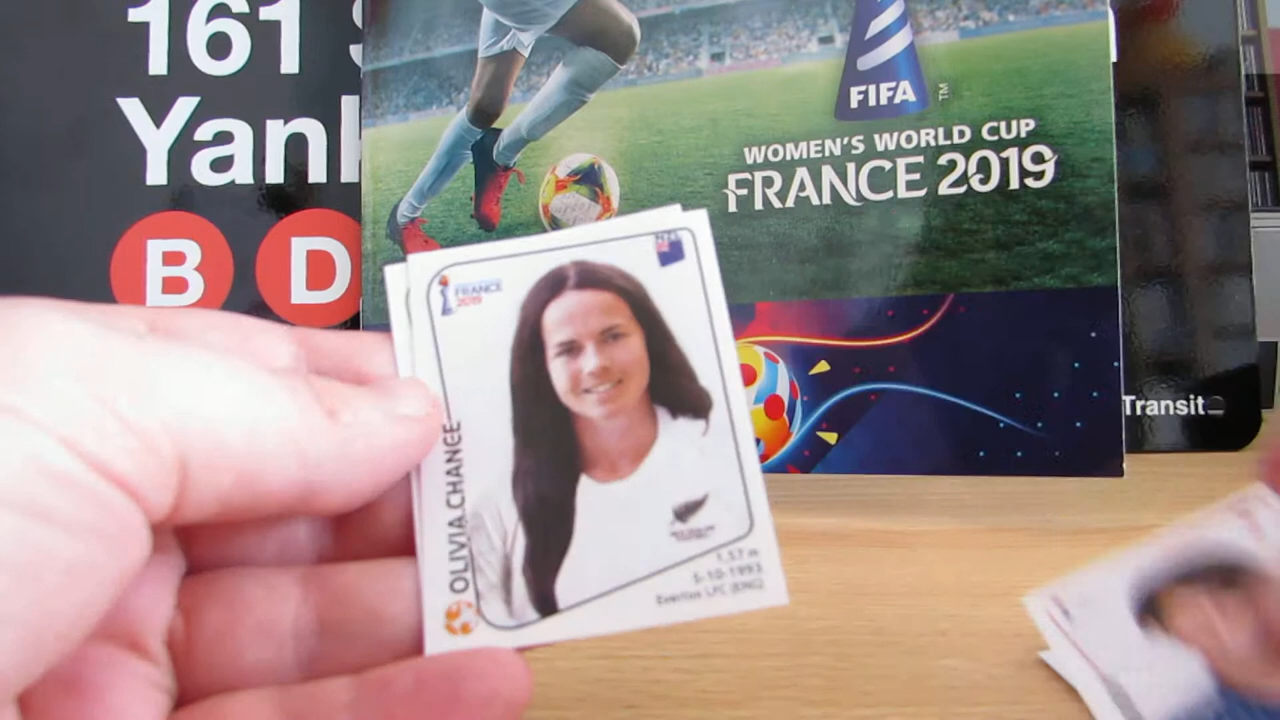 161 S
Yank
B D
FIFA
TM
WOMEN'S WORLD CUP
FRANCE 2019
Transit
FRANCE
2019
OLIVIA CHANCE
1,57 m
5-10-1993
Everton LFC (ENG)